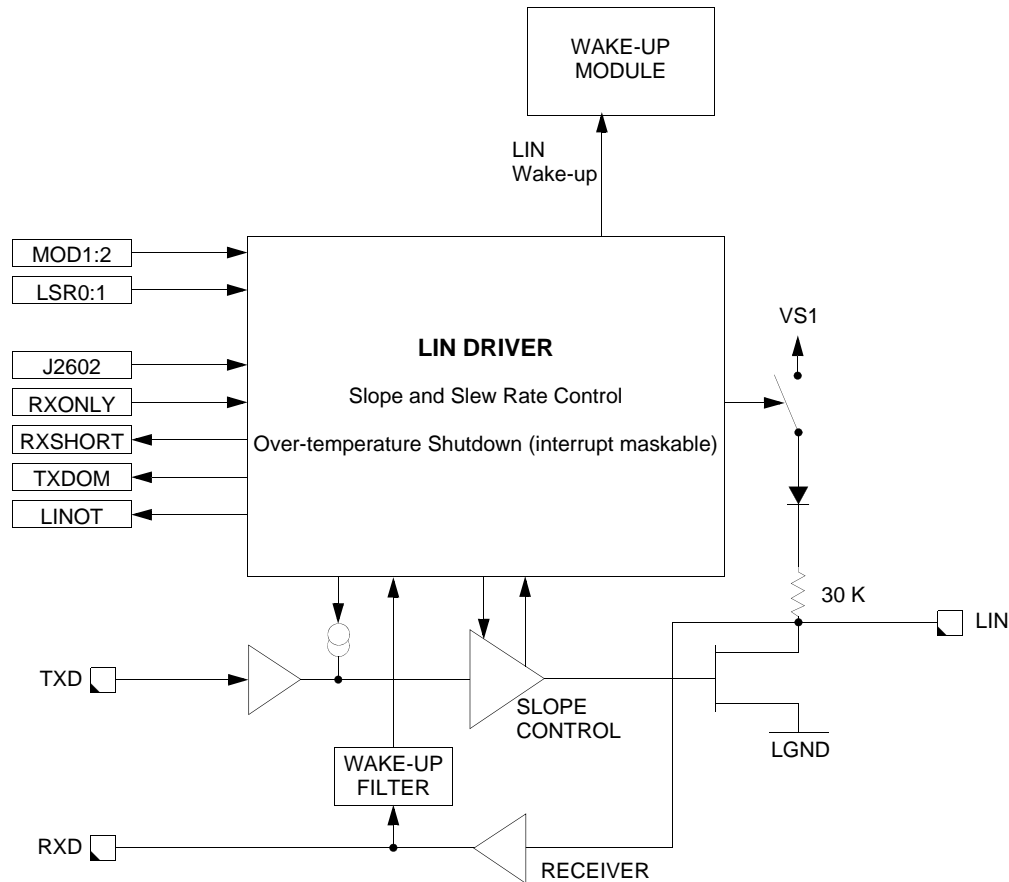 WAKE-UP
MODULE
LIN
Wake-up
MOD1:2
LSR0:1
J2602
RXONLY
RXSHORT
TXDOM
LINOT
LIN DRIVER
Slope and Slew Rate Control
Over-temperature Shutdown (interrupt maskable)
VS1
30 K
LIN
TXD
SLOPE
CONTROL
LGND
WAKE-UP
FILTER
RXD
RECEIVER